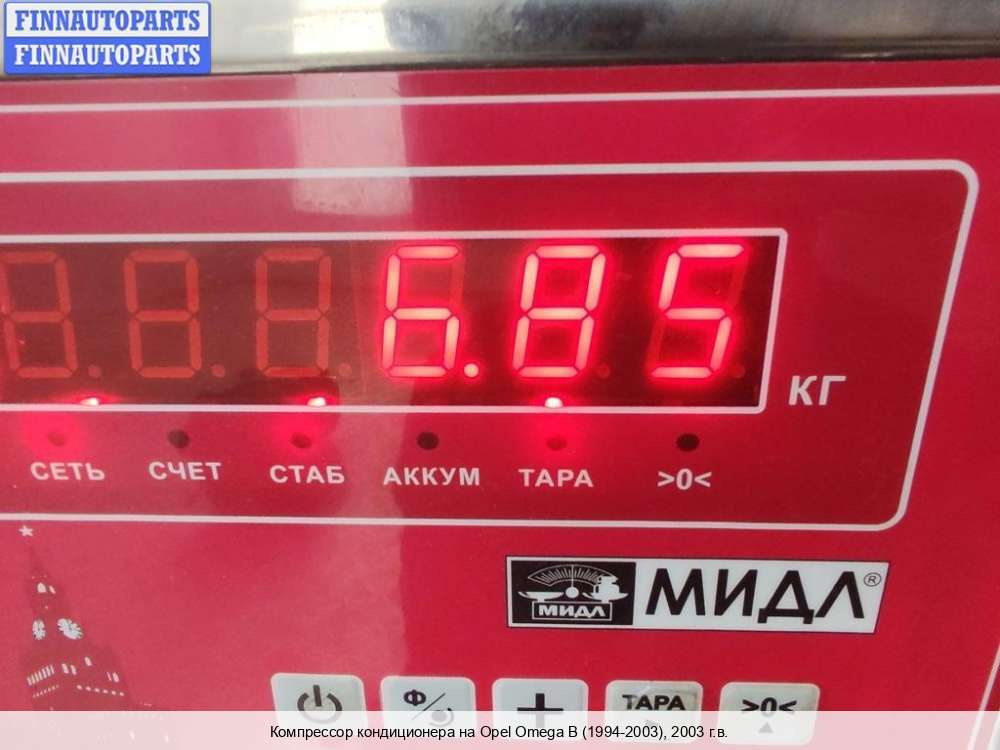 FINNAUTOPARTS
FINNAUTOPARTS
6.85
КГ
СЕТЬ СЧЕТ СТАБ АККУМ ТАРА >0<
МИДЛ МИДЛ®
Ф ТАРА >0<
Компрессор кондиционера на Opel Omega B (1994-2003), 2003 г.в.